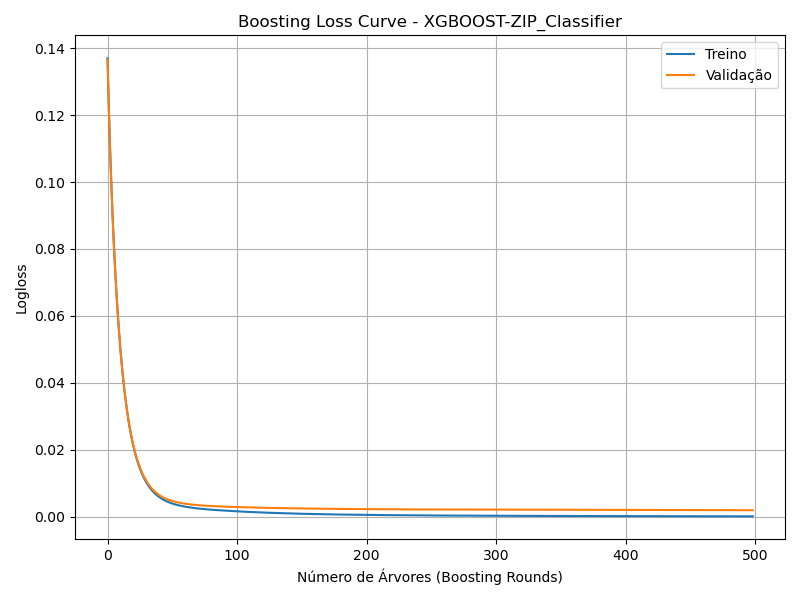 Boosting Loss Curve - XGBOOST-ZIP_Classifier
Treino
Validação
0.14
0.12
0.10
0.08
0.06
0.04
0.02
0.00
Logloss
0 100 200 300 400 500
Número de Árvores (Boosting Rounds)